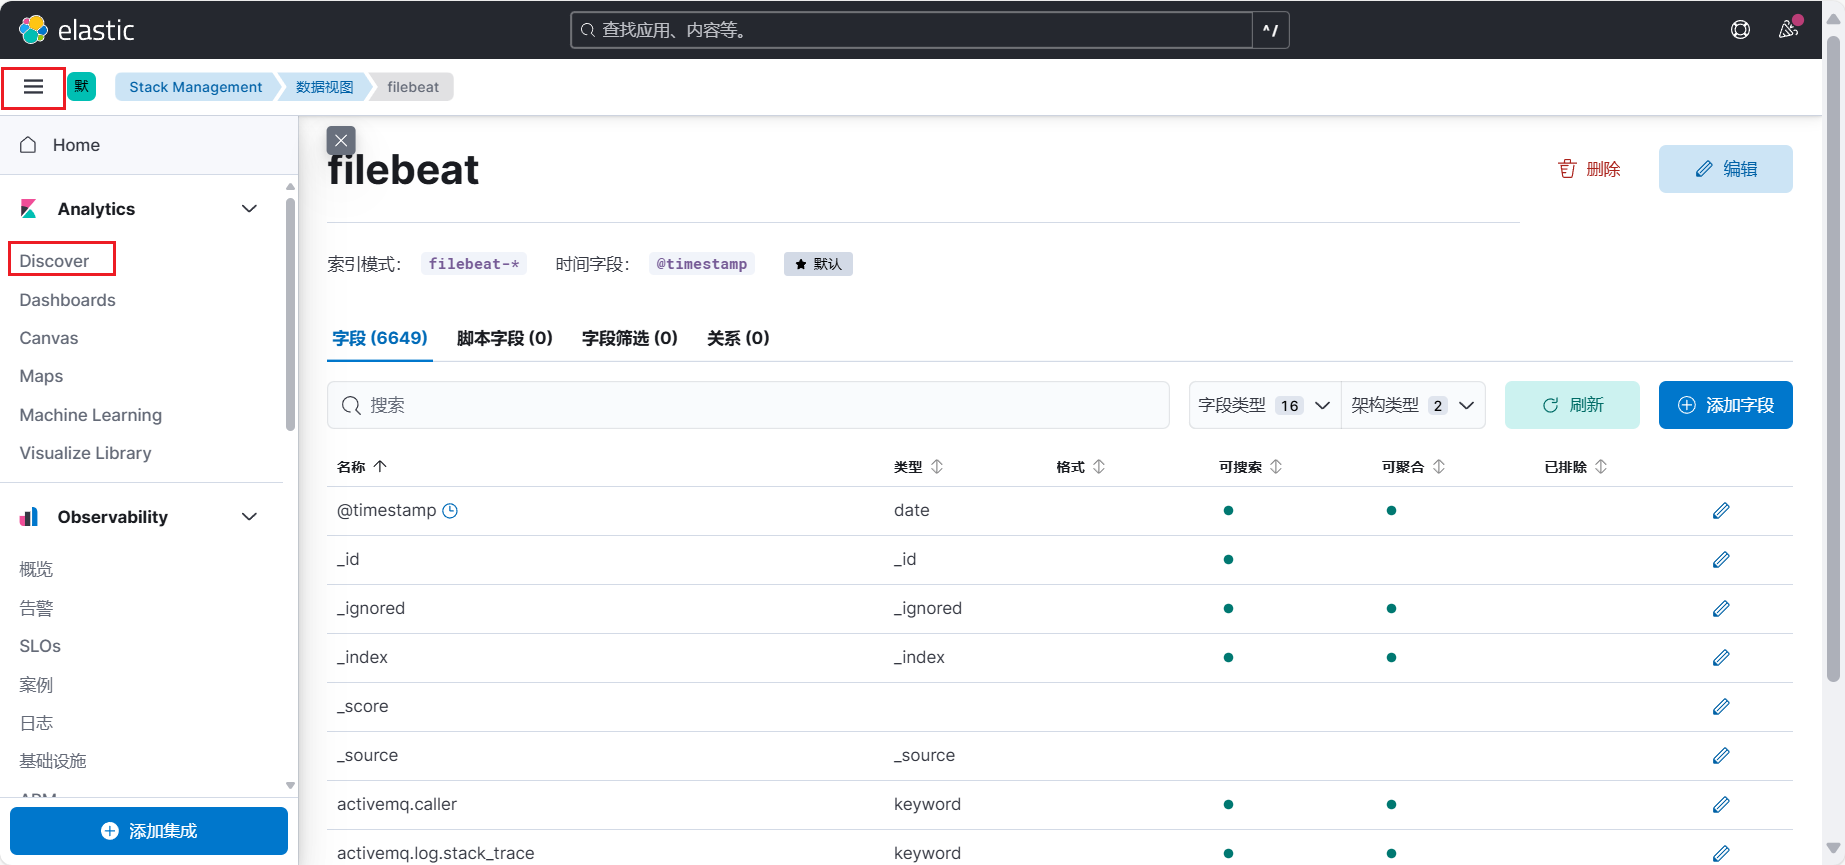 elastic
查找应用、内容等。
^/
默
Stack Management
数据视图
filebeat
Home
Analytics
Discover
Dashboards
Canvas
Maps
Machine Learning
Visualize Library
Observability
概览
告警
SLOs
案例
日志
基础设施
APM
添加集成
filebeat
删除
编辑
索引模式: filebeat-* 时间字段: @timestamp 默认
字段 (6649) 脚本字段 (0) 字段筛选 (0) 关系 (0)
搜索 字段类型 16 架构类型 2 刷新 添加字段
名称 类型 格式 可搜索 可聚合 已排除
@timestamp date
_id _id
_ignored _ignored
_index _index
_score
_source _source
activemq.caller keyword
activemq.log.stack_trace keyword